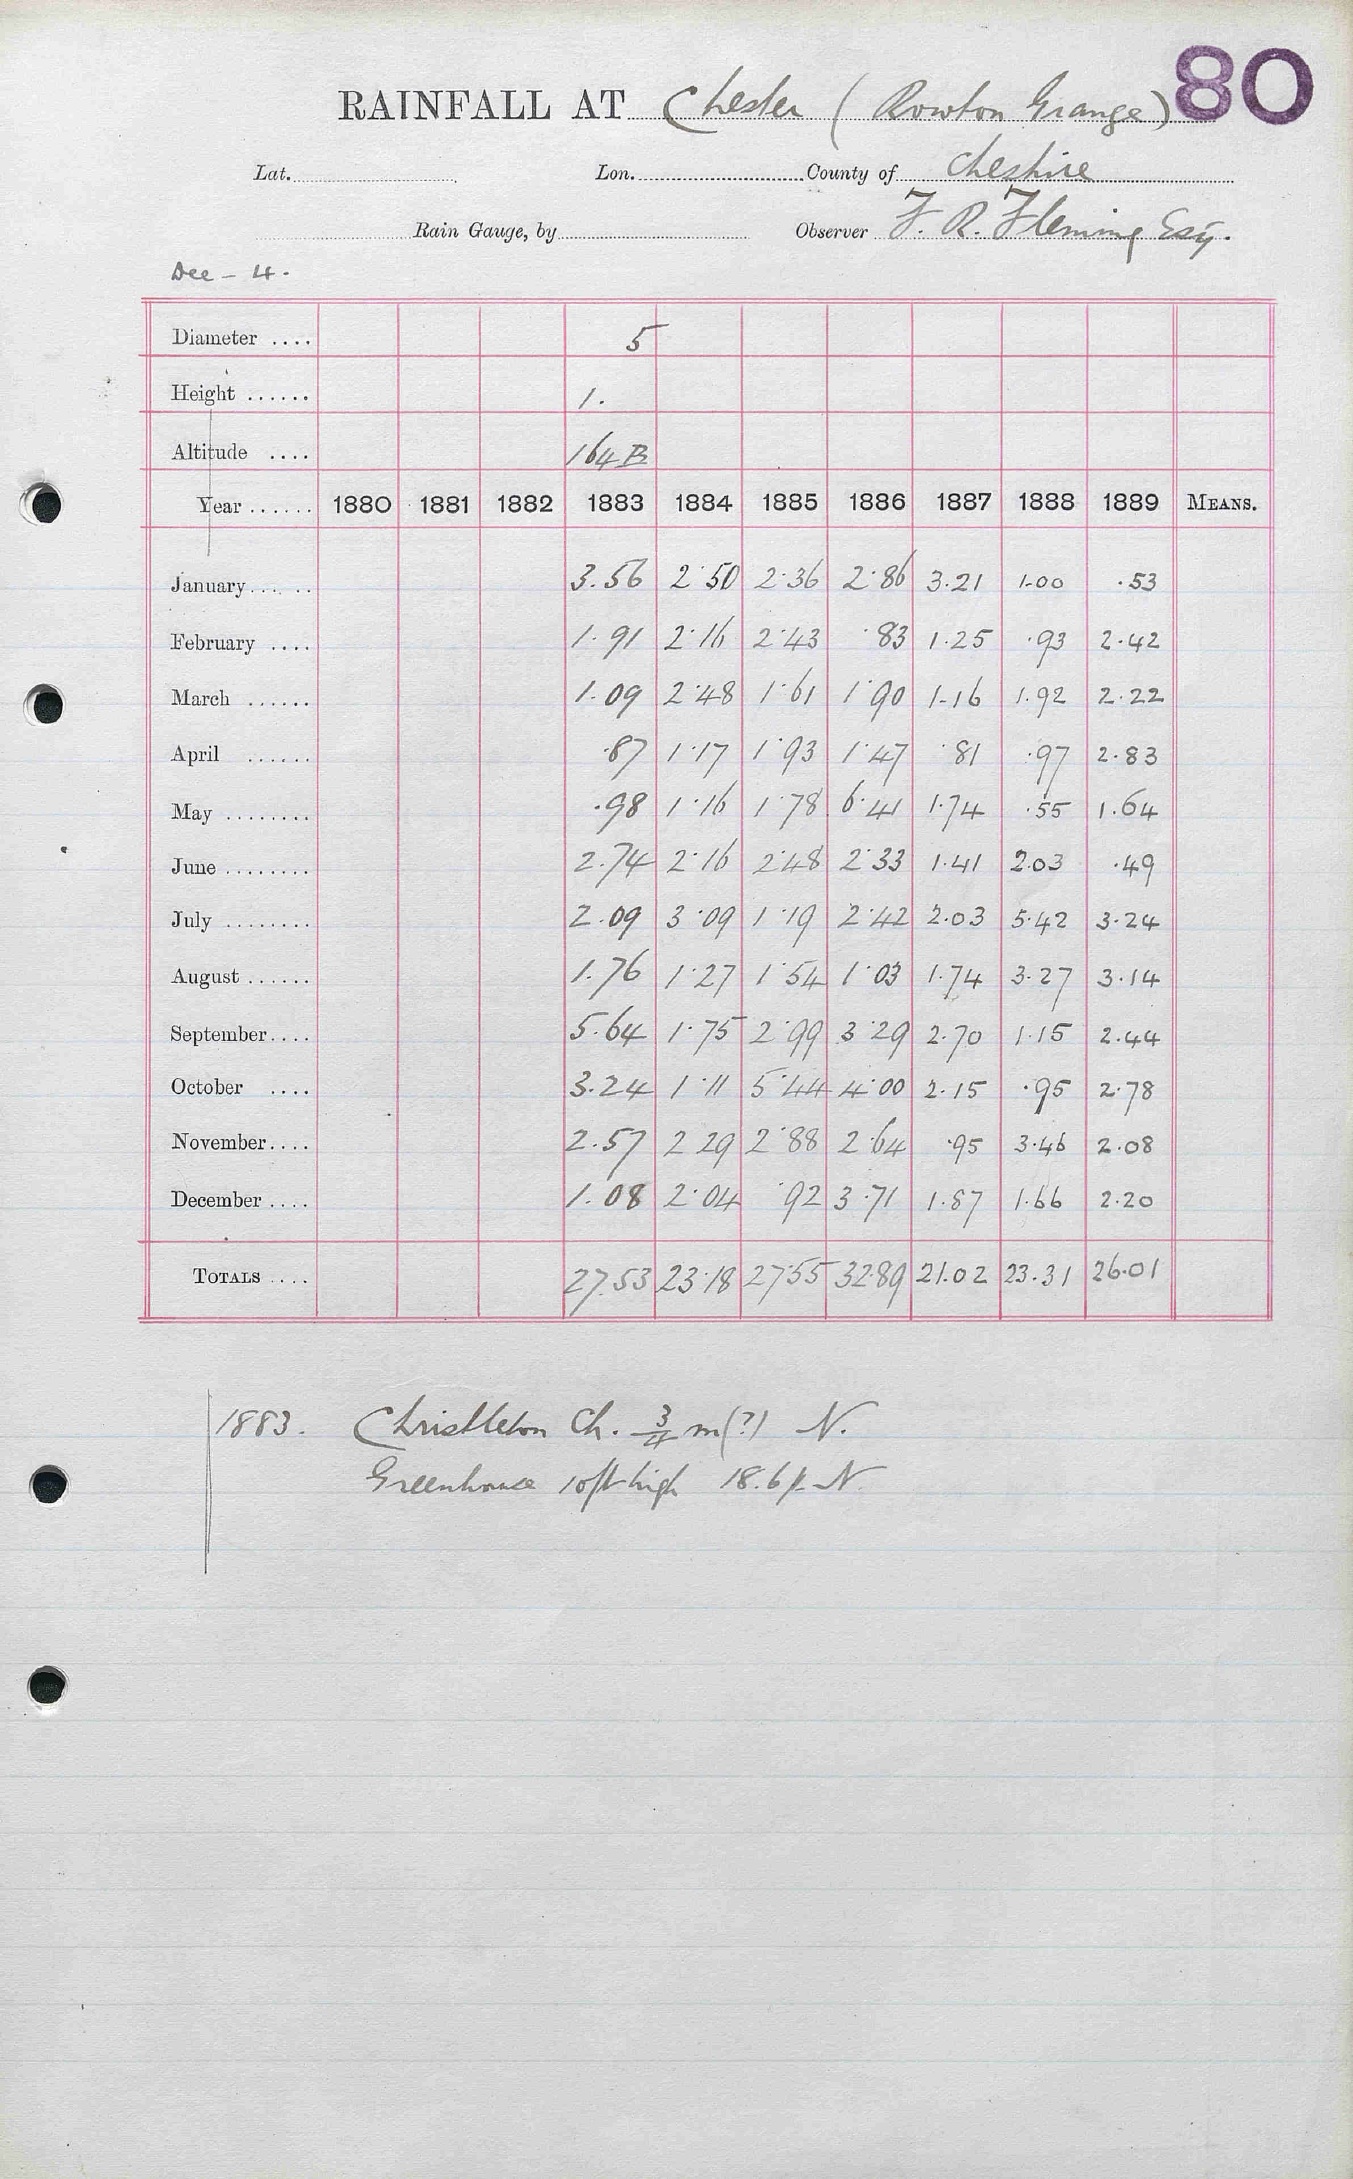 80
RAINFALL AT Chester (Rowton Grange)
Lat. Lon. County of Cheshire
Rain Gauge, by Observer F. R. Fleming Esq.
Dee - 4.
Diameter .... 5
Height ...... 1.
Altitude .... 164 B
Year ...... 1880 1881 1882 1883 1884 1885 1886 1887 1888 1889 MEANS.
January ..... 3.56 2.50 2.36 2.86 3.21 1.00 .53
February .... 1.91 2.16 2.43 .83 1.25 .93 2.42
March ...... 1.09 2.48 1.61 1.90 1.16 1.92 2.22
April ...... .87 1.17 1.93 1.47 .81 .97 2.83
May ........ .98 1.16 1.78 6.41 1.74 .55 1.64
June ........ 2.74 2.16 2.48 2.33 1.41 2.03 .49
July ........ 2.09 3.09 1.19 2.42 2.03 5.42 3.24
August ...... 1.76 1.27 1.54 1.03 1.74 3.27 3.14
September.... 5.64 1.75 2.99 3.29 2.70 1.15 2.44
October .... 3.24 1.11 5.44 4.00 2.15 .95 2.78
November.... 2.57 2.29 2.88 2.64 .95 3.46 2.08
December .... 1.08 2.04 .92 3.71 1.87 1.66 2.20
TOTALS .... 27.53 23.18 27.55 32.89 21.02 23.31 26.01
1883. Christleton Ch. 3/4 m(?) N.
Greenhouse 10ft high 18.6 ft N.